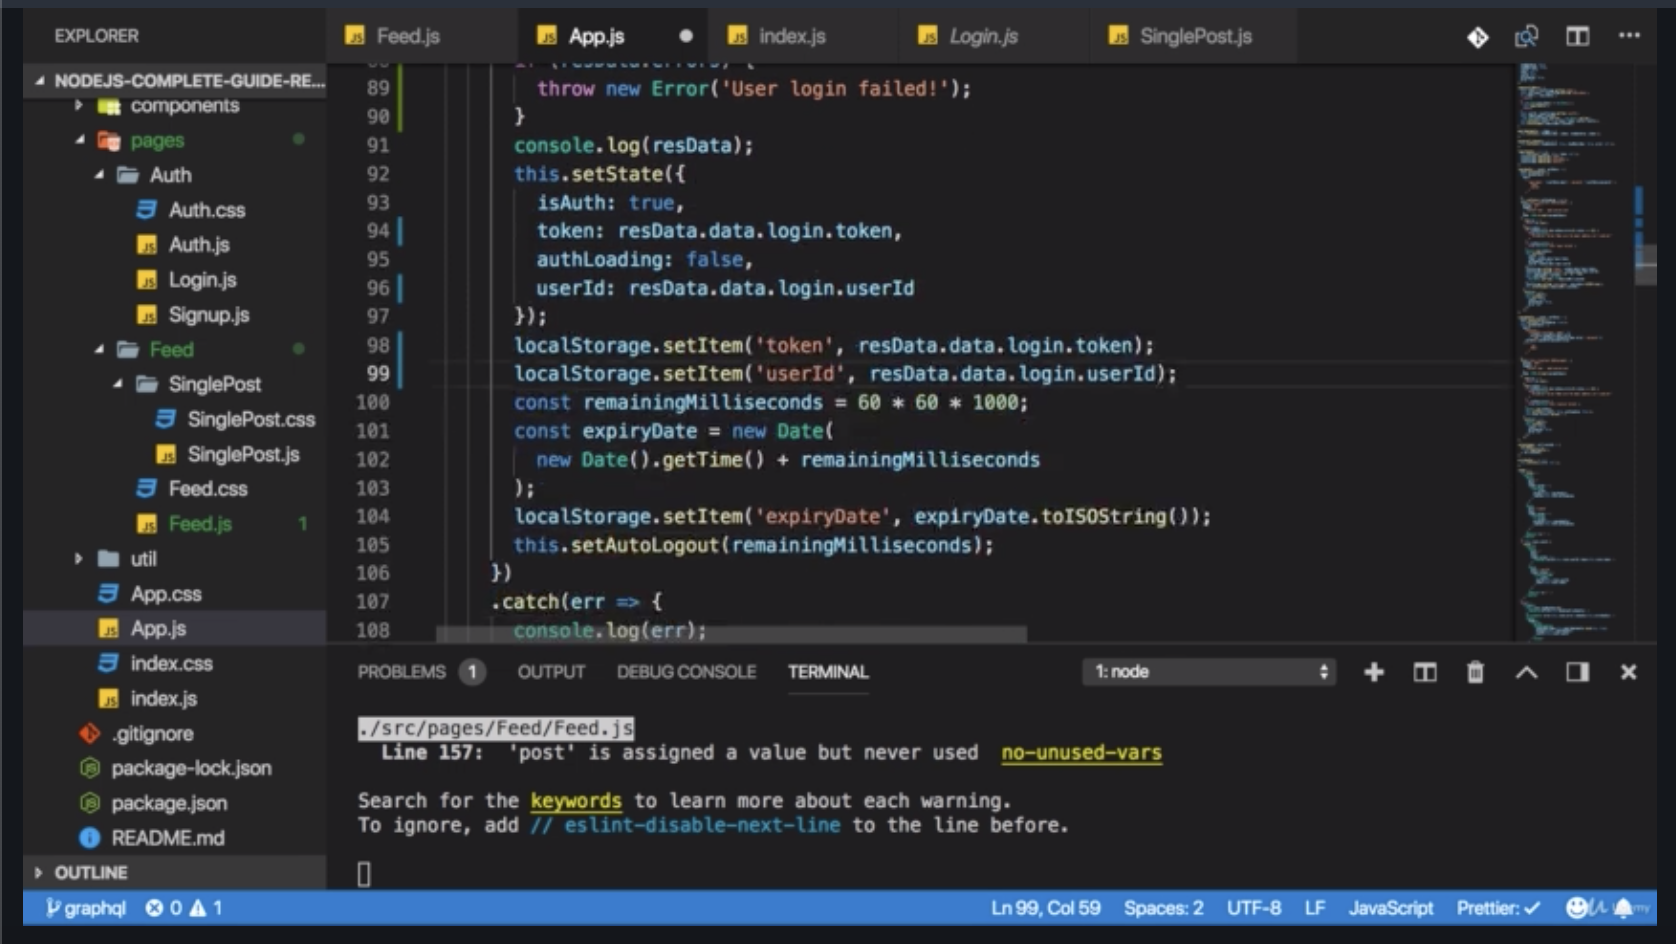 EXPLORER
NODEJS-COMPLETE-GUIDE-RE...
components
pages
Auth
Auth.css
Auth.js
Login.js
Signup.js
Feed
SinglePost
SinglePost.css
SinglePost.js
Feed.css
Feed.js 1
util
App.css
App.js
index.css
index.js
.gitignore
package-lock.json
package.json
README.md
OUTLINE
Feed.js App.js index.js Login.js SinglePost.js
88 if (resData.errors) {
89 throw new Error('User login failed!');
90 }
91 console.log(resData);
92 this.setState({
93 isAuth: true,
94 token: resData.data.login.token,
95 authLoading: false,
96 userId: resData.data.login.userId
97 });
98 localStorage.setItem('token', resData.data.login.token);
99 localStorage.setItem('userId', resData.data.login.userId);
100 const remainingMilliseconds = 60 * 60 * 1000;
101 const expiryDate = new Date(
102 new Date().getTime() + remainingMilliseconds
103 );
104 localStorage.setItem('expiryDate', expiryDate.toISOString());
105 this.setAutoLogout(remainingMilliseconds);
106 })
107 .catch(err => {
108 console.log(err);
PROBLEMS 1 OUTPUT DEBUG CONSOLE TERMINAL 1: node
./src/pages/Feed/Feed.js
Line 157: 'post' is assigned a value but never used no-unused-vars
Search for the keywords to learn more about each warning.
To ignore, add // eslint-disable-next-line to the line before.
graphql 0 1 Ln 99, Col 59 Spaces: 2 UTF-8 LF JavaScript Prettier: ✓